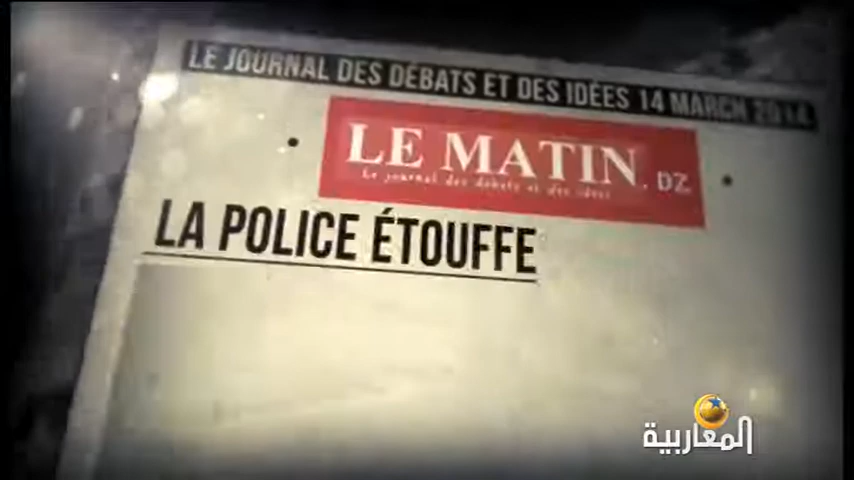 LE JOURNAL DES DÉBATS ET DES IDÉES 14 MARCH 2014
LE MATIN DZ
Le journal des débats et des idées
LA POLICE ÉTOUFFE
المغاربية